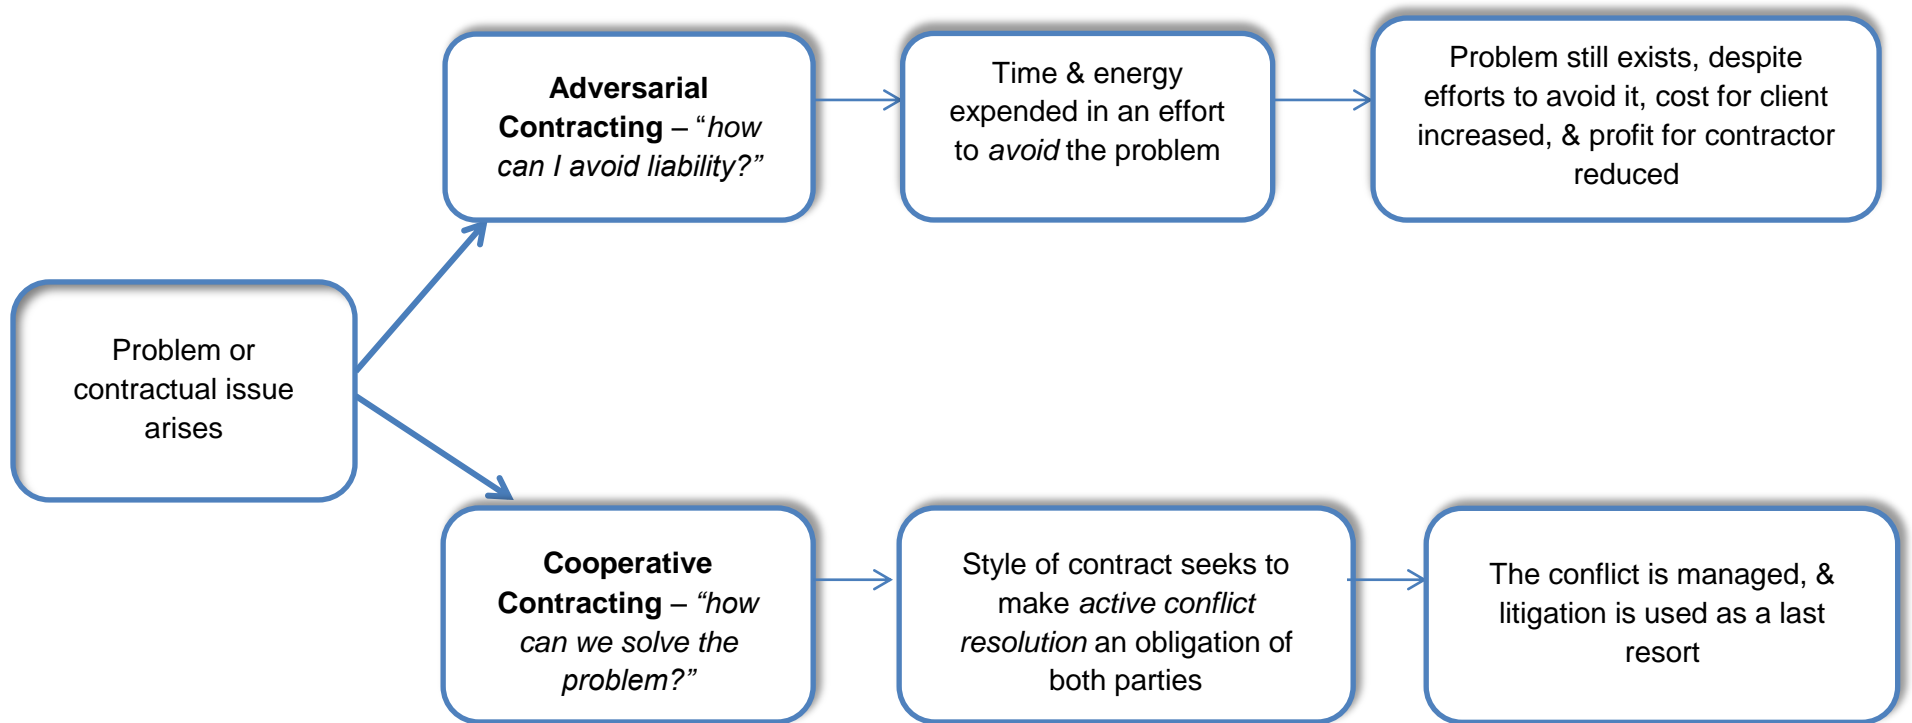 Problem or
contractual issue
arises
Adversarial
Contracting – “how
can I avoid liability?”
Time & energy
expended in an effort
to avoid the problem
Problem still exists, despite
efforts to avoid it, cost for client
increased, & profit for contractor
reduced
Cooperative
Contracting – “how
can we solve the
problem?”
Style of contract seeks to
make active conflict
resolution an obligation of
both parties
The conflict is managed, &
litigation is used as a last
resort